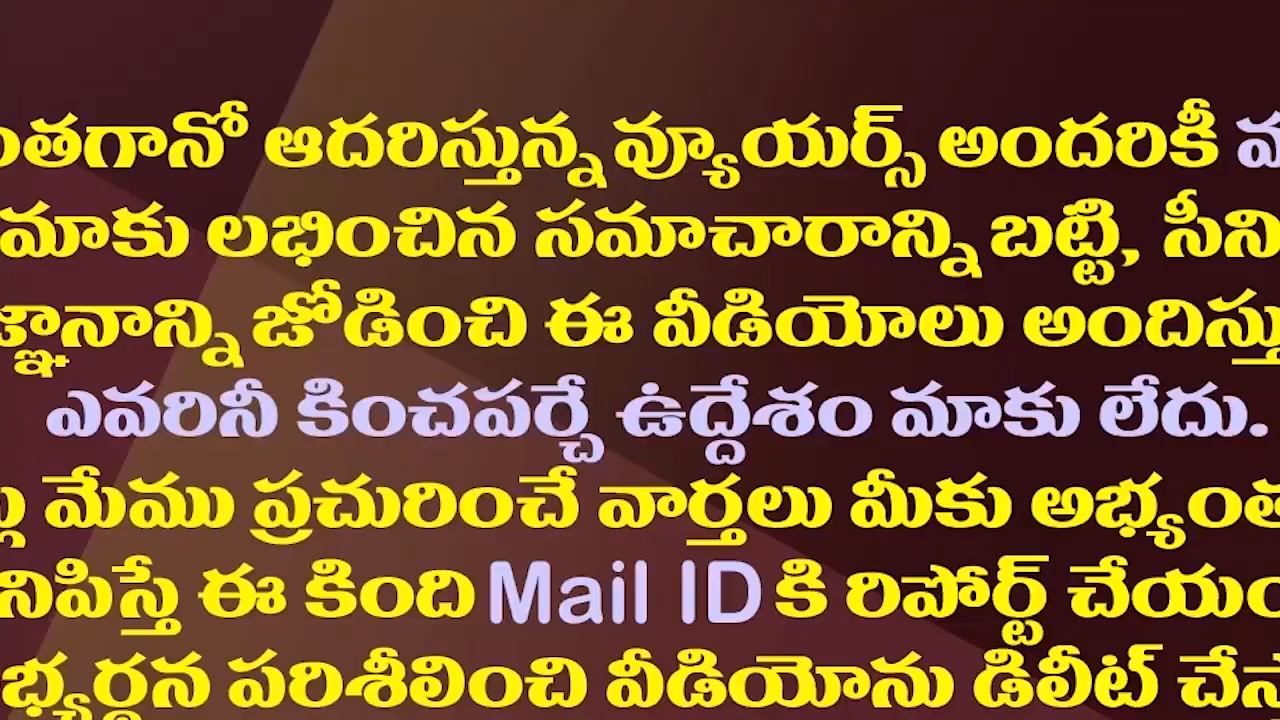 ంతగానో ఆదరిస్తున్న వ్యూయర్స్ అందరికీ
మాకు లభించిన సమాచారాన్ని బట్టి, సీని
జ్ఞానాన్ని జోడించి ఈ వీడియోలు అందిస్తు
ఎవరినీ కించపర్చే ఉద్దేశం మాకు లేదు.
మేము ప్రచురించే వార్తలు మీకు అభ్యంత
నిపిస్తే ఈ కింది Mail ID కి రిపోర్ట్ చేయం
భ్యర్థన పరిశీలించి వీడియోను డిలీట్ చేస